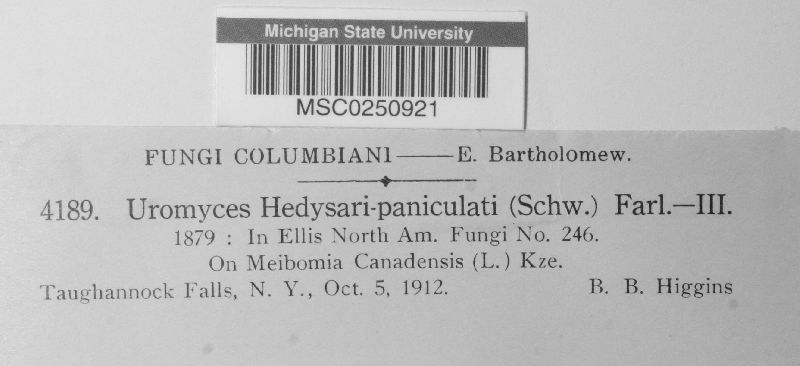 Michigan State University
MSC0250921
FUNGI COLUMBIANI——E. Bartholomew.
4189. Uromyces Hedysari-paniculati (Schw.) Farl.—III.
1879 : In Ellis North Am. Fungi No. 246.
On Meibomia Canadensis (L.) Kze.
Taughannock Falls, N. Y., Oct. 5, 1912. B. B. Higgins